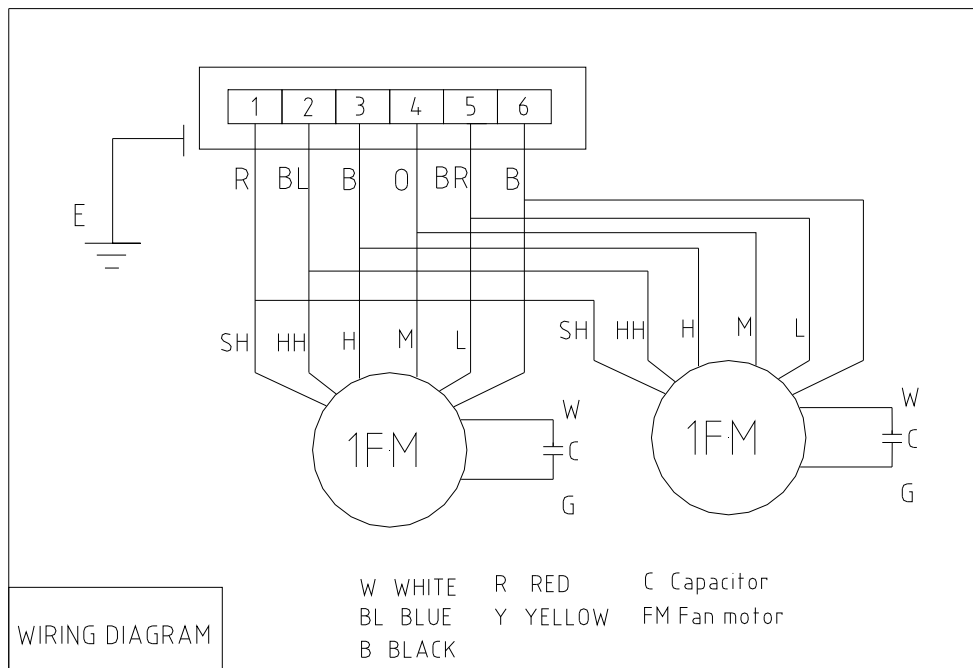 1 2 3 4 5 6
R BL B O BR B
E
SH HH H M L SH HH H M L
W W
1FM C 1FM C
G G
W WHITE R RED C Capacitor
BL BLUE Y YELLOW FM Fan motor
B BLACK
WIRING DIAGRAM